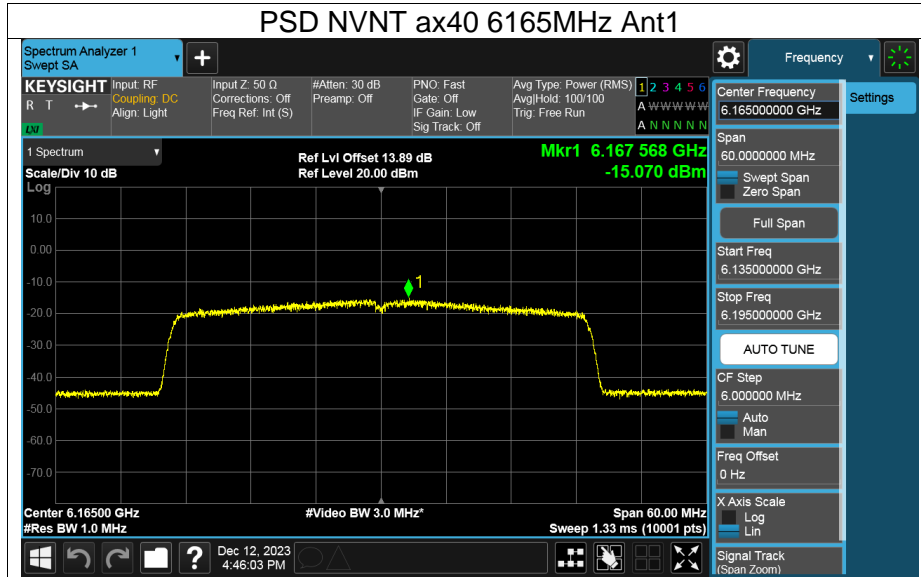 PSD NVNT ax40 6165MHz Ant1
Spectrum Analyzer 1
Swept SA
+
Frequency
KEYSIGHT
R T
LXI
Input: RF
Coupling: DC
Align: Light
Input Z: 50 Ω
Corrections: Off
Freq Ref: Int (S)
#Atten: 30 dB
Preamp: Off
PNO: Fast
Gate: Off
IF Gain: Low
Sig Track: Off
Avg Type: Power (RMS)
Avg|Hold: 100/100
Trig: Free Run
1 2 3 4 5 6
A W W W W W
A N N N N N
1 Spectrum
Scale/Div 10 dB
Ref Lvl Offset 13.89 dB
Ref Level 20.00 dBm
Mkr1 6.167 568 GHz
-15.070 dBm
Log
10.0
0.00
-10.0
-20.0
-30.0
-40.0
-50.0
-60.0
-70.0
1
Center 6.16500 GHz
#Res BW 1.0 MHz
#Video BW 3.0 MHz*
Span 60.00 MHz
Sweep 1.33 ms (10001 pts)
?
Dec 12, 2023
4:46:03 PM
Center Frequency
6.165000000 GHz
Span
60.0000000 MHz
Swept Span
Zero Span
Full Span
Start Freq
6.135000000 GHz
Stop Freq
6.195000000 GHz
AUTO TUNE
CF Step
6.000000 MHz
Auto
Man
Freq Offset
0 Hz
X Axis Scale
Log
Lin
Signal Track
(Span Zoom)
Settings